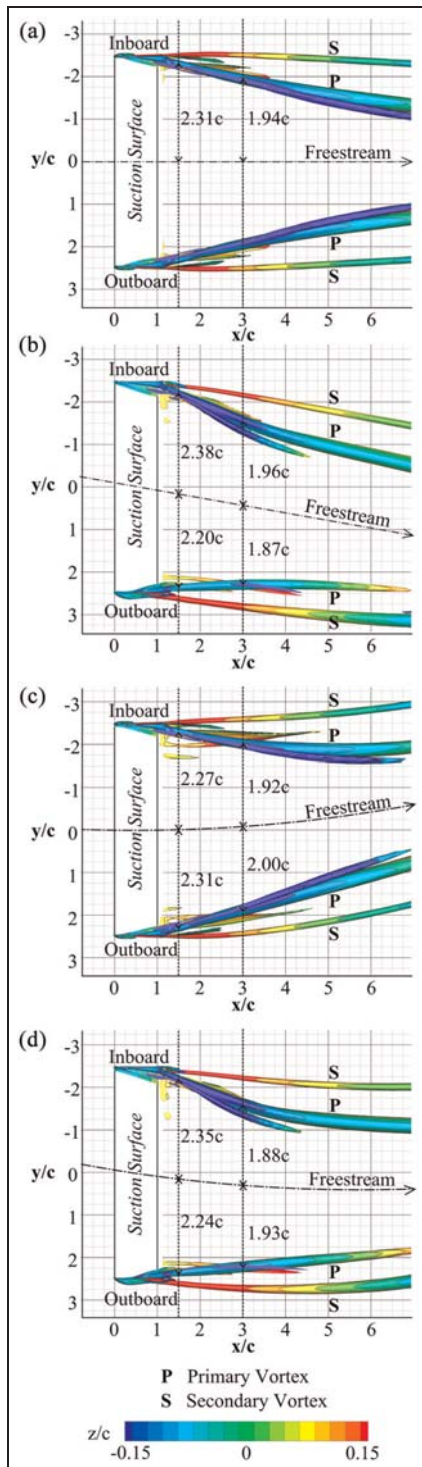 (a)
-3
-2
-1
y/c 0
1
2
3
Inboard
Suction Surface
Outboard
S
P
2.31c 1.94c
Freestream
P
S
0 1 2 3 4 5 6
x/c
(b)
-3
-2
-1
y/c 0
1
2
3
Inboard
Suction Surface
Outboard
S
P
2.38c 1.96c
Freestream
2.20c 1.87c
P
S
0 1 2 3 4 5 6
x/c
(c)
-3
-2
-1
y/c 0
1
2
3
Inboard
Suction Surface
Outboard
S
P
2.27c 1.92c
Freestream
2.31c 2.00c
P
S
0 1 2 3 4 5 6
x/c
(d)
-3
-2
-1
y/c 0
1
2
3
Inboard
Suction Surface
Outboard
S
P
2.35c 1.88c
Freestream
2.24c 1.93c
P
S
0 1 2 3 4 5 6
x/c
P Primary Vortex
S Secondary Vortex
z/c
-0.15 0 0.15